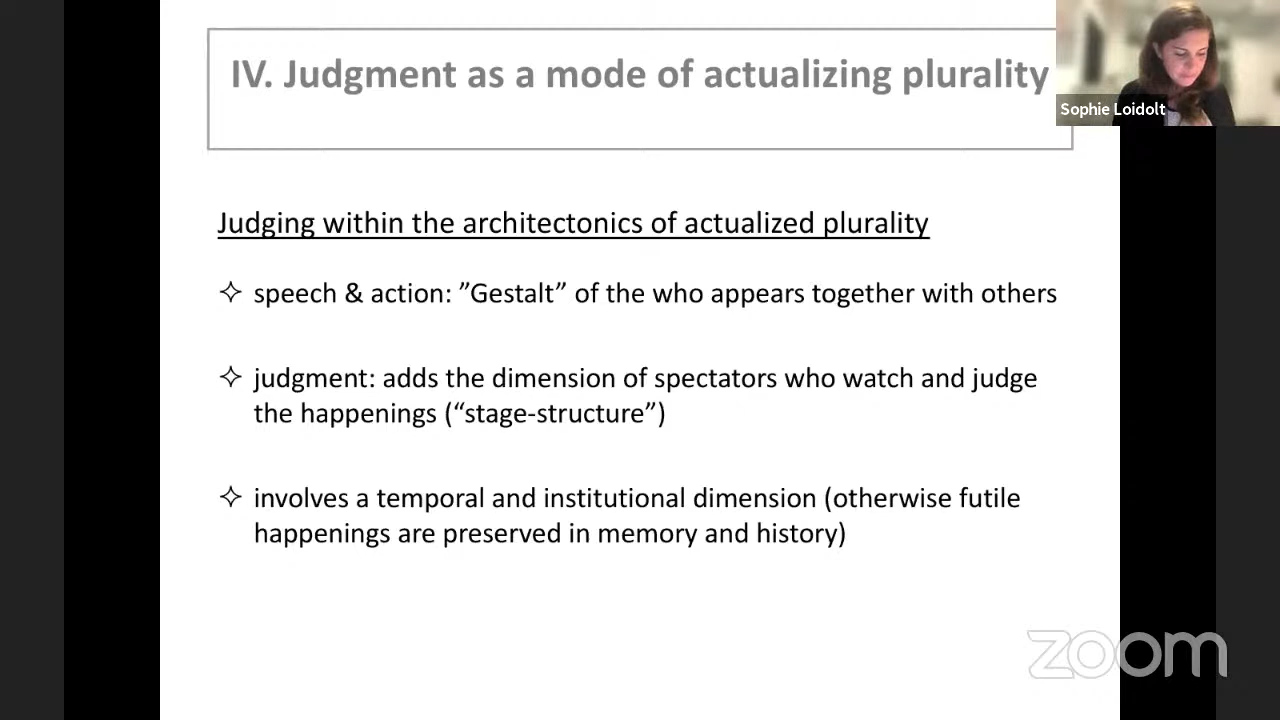 IV. Judgment as a mode of actualizing plurality
Sophie Loidolt
Judging within the architectonics of actualized plurality
speech & action: ”Gestalt” of the who appears together with others
judgment: adds the dimension of spectators who watch and judge
the happenings (“stage-structure”)
involves a temporal and institutional dimension (otherwise futile
happenings are preserved in memory and history)
zoom